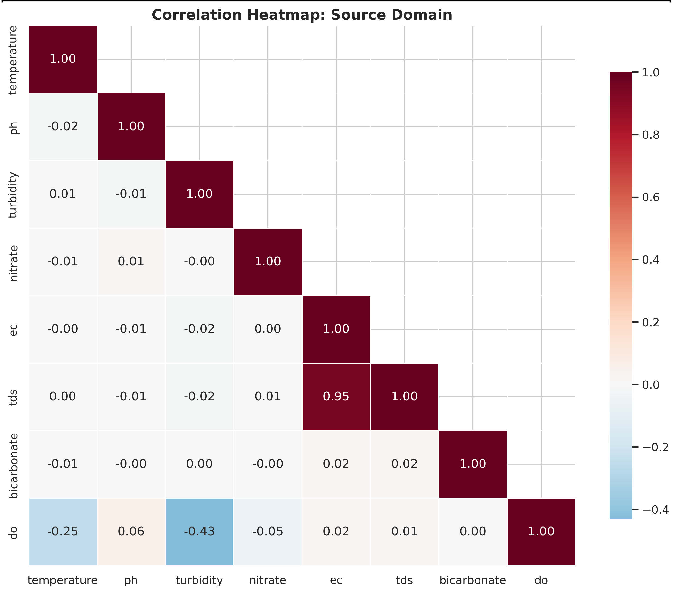 Correlation Heatmap: Source Domain
temperature 1.00
ph -0.02 1.00
turbidity 0.01 -0.01 1.00
nitrate -0.01 0.01 -0.00 1.00
ec -0.00 -0.01 -0.02 0.00 1.00
tds 0.00 -0.01 -0.02 0.01 0.95 1.00
bicarbonate -0.01 -0.00 0.00 -0.00 0.02 0.02 1.00
do -0.25 0.06 -0.43 -0.05 0.02 0.01 0.00 1.00
temperature ph turbidity nitrate ec tds bicarbonate do
1.0
0.8
0.6
0.4
0.2
0.0
−0.2
−0.4